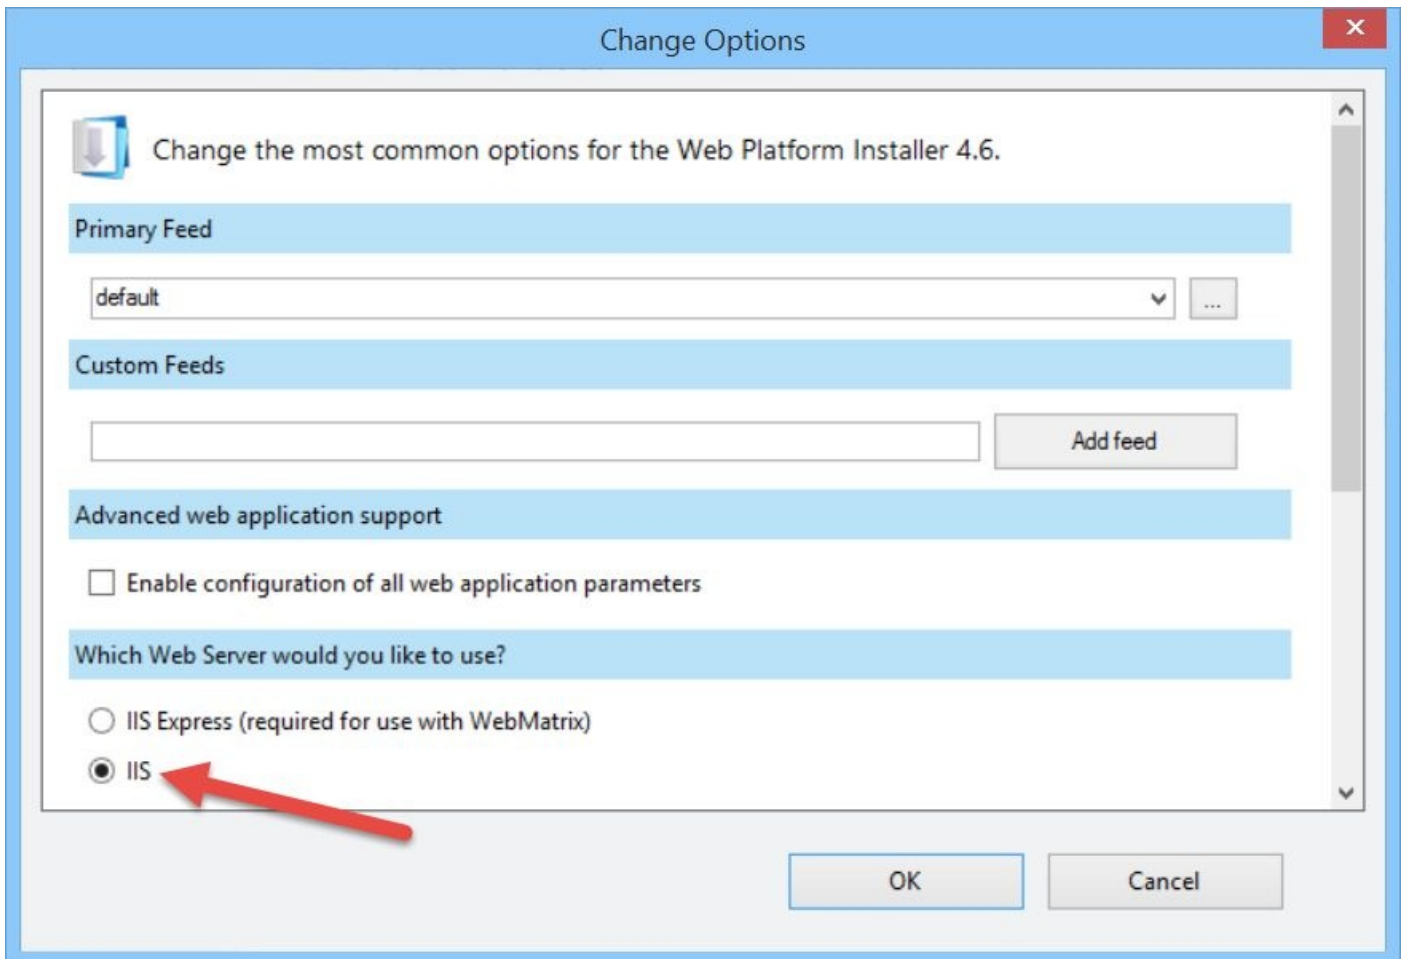 Change Options
Change the most common options for the Web Platform Installer 4.6.
Primary Feed
default
...
Custom Feeds
Add feed
Advanced web application support
Enable configuration of all web application parameters
Which Web Server would you like to use?
IIS Express (required for use with WebMatrix)
IIS
OK
Cancel